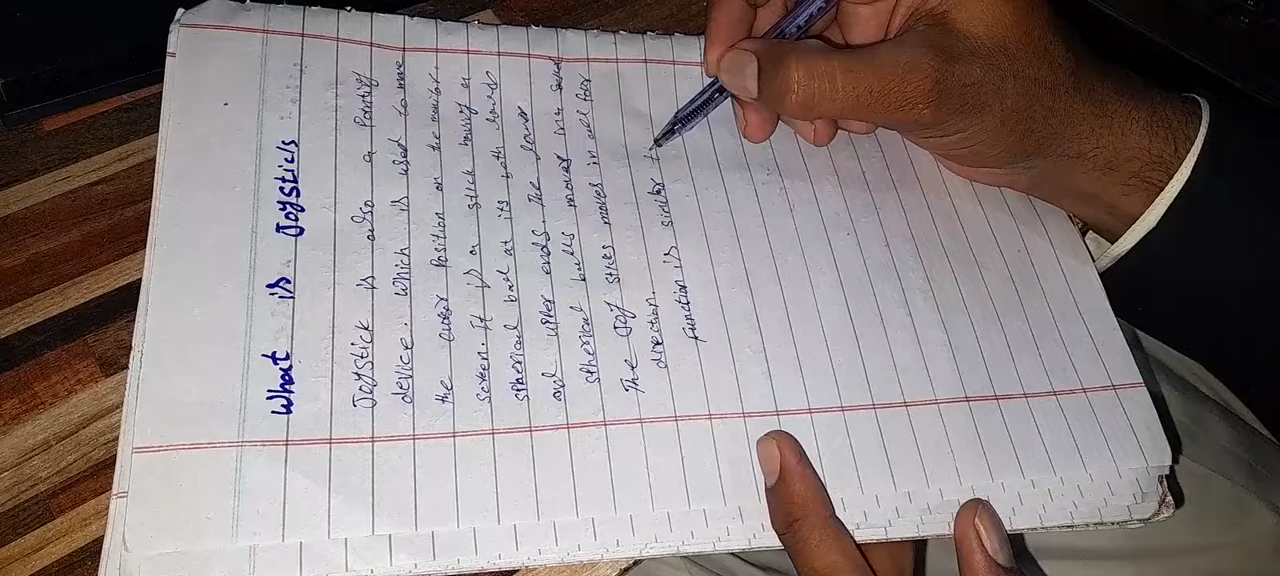 What is Joystick
Joystick is also a Pointig
device. Which is used to move
the cursor Position on the monitor.
screen. It is a stick having a
spherical ball at its both lower
and upper ends. The lower
spherical balls moves in a
The Joy stick moves in all four
direction.
Function is similar t